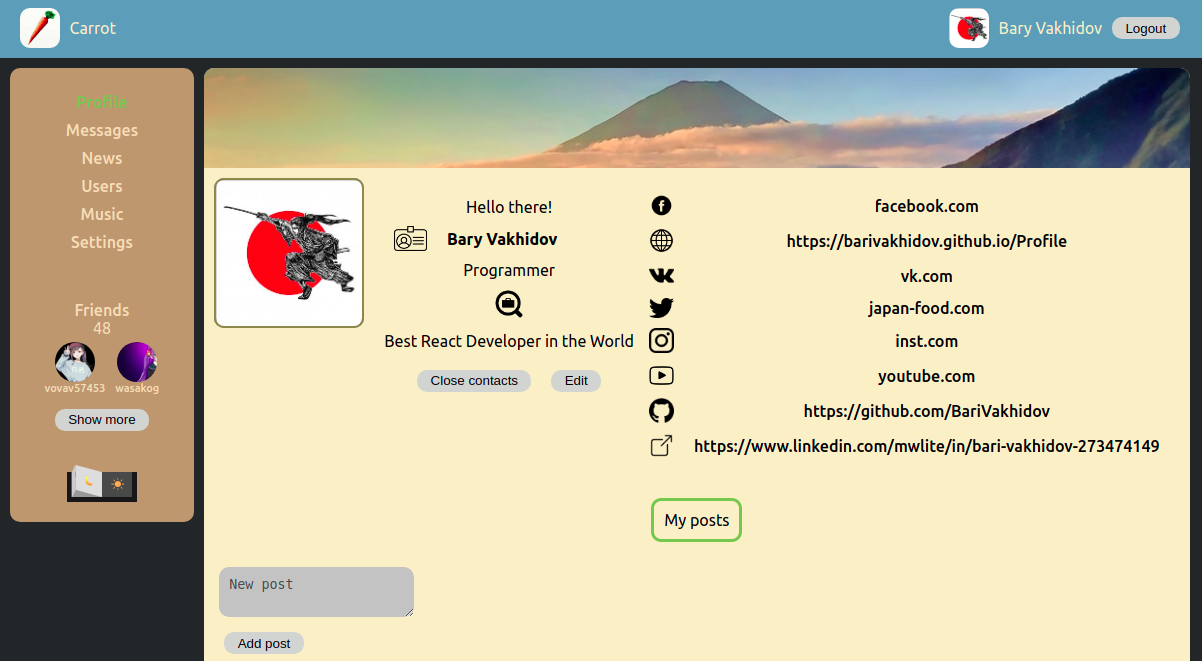 Carrot
Bary Vakhidov
Logout
Profile
Messages
News
Users
Music
Settings
Friends
48
vovav57453
wasakog
Show more
Hello there!
Bary Vakhidov
Programmer
Best React Developer in the World
Close contacts
Edit
facebook.com
https://barivakhidov.github.io/Profile
vk.com
japan-food.com
inst.com
youtube.com
https://github.com/BariVakhidov
https://www.linkedin.com/mwlite/in/bari-vakhidov-273474149
My posts
New post
Add post